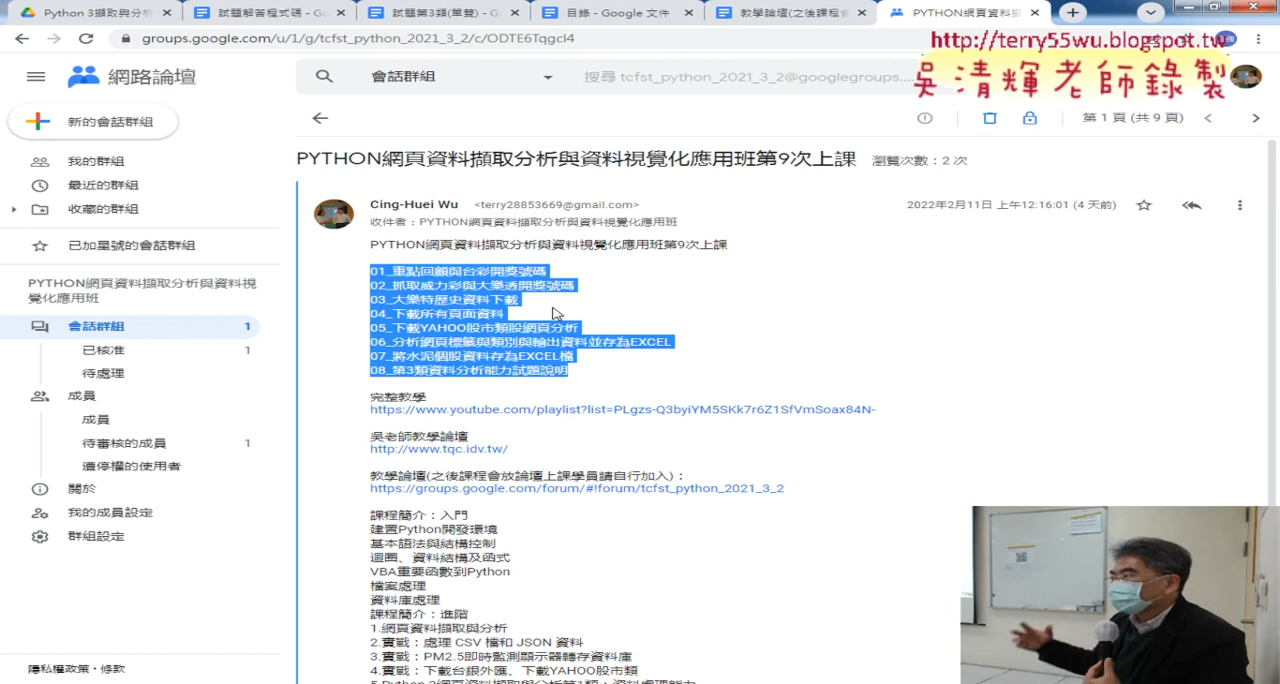 Python 3擷取與分析
試題解答程式碼 - Go
試題第3類(單聲) - G
目錄 - Google 文件
教學論壇(之後課程會
PYTHON網頁資料擷
groups.google.com/u/1/g/tcfst_python_2021_3_2/c/ODTE6Tqgcl4
http://terry55wu.blogspot.tw
吳清輝老師錄製
網路論壇
會話群組
搜尋 tcfst_python_2021_3_2@googlegroups....
新的會話群組
第 1 頁 (共 9 頁)
我的群組
最近的群組
收藏的群組
已加星號的會話群組
PYTHON網頁資料擷取分析與資料視
覺化應用班
會話群組 1
已核准 1
待處理
成員
成員
待審核的成員 1
遭停權的使用者
關於
我的成員設定
群組設定
隱私權政策・條款
PYTHON網頁資料擷取分析與資料視覺化應用班第9次上課 瀏覽次數：2 次
Cing-Huei Wu <terry28853669@gmail.com> 2022年2月11日 上午12:16:01 (4 天前)
收件者：PYTHON網頁資料擷取分析與資料視覺化應用班
PYTHON網頁資料擷取分析與資料視覺化應用班第9次上課
01_重點回顧與台彩開獎號碼
02_抓取威力彩與大樂透開獎號碼
03_大樂特歷史資料下載
04_下載所有頁面資料
05_下載YAHOO股市類股網頁分析
06_分析網頁標籤與類別與輸出資料並存為EXCEL
07_將水泥個股資料存為EXCEL檔
08_第3類資料分析能力試題說明
完整教學
https://www.youtube.com/playlist?list=PLgzs-Q3byiYM5SKk7r6Z1SfVmSoax84N-
吳老師教學論壇
http://www.tqc.idv.tw/
教學論壇(之後課程會放論壇上課學員請自行加入)：
https://groups.google.com/forum/#!forum/tcfst_python_2021_3_2
課程簡介：入門
建置Python開發環境
基本語法與結構控制
迴圈、資料結構及函式
VBA重要函數到Python
檔案處理
資料庫處理
課程簡介：進階
1.網頁資料擷取與分析
2.實戰：處理 CSV 檔和 JSON 資料
3.實戰：PM2.5即時監測顯示器轉存資料庫
4.實戰：下載台銀外匯、下載YAHOO股市類
5.Python 3網頁資料擷取與分析第1類：資料處理能力